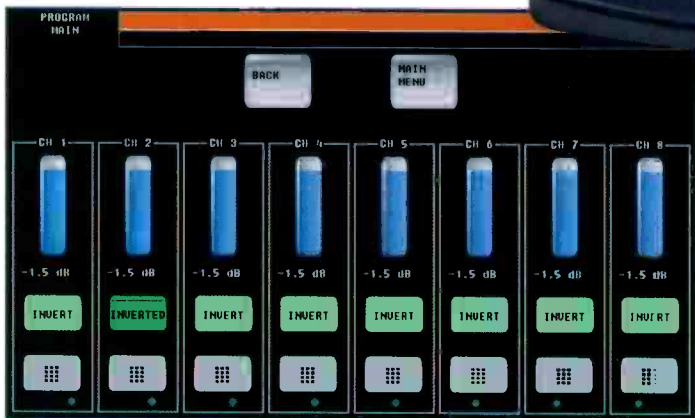 PROGRAM
MAIN
BACK
MAIN
MENU
CH 1
CH 2
CH 3
CH 4
CH 5
CH 6
CH 7
CH 8
-1.5 dB
-1.5 dB
-1.5 dB
-1.5 dB
-1.5 dB
-1.5 dB
-1.5 dB
-1.5 dB
INVERT
INVERTED
INVERT
INVERT
INVERT
INVERT
INVERT
INVERT